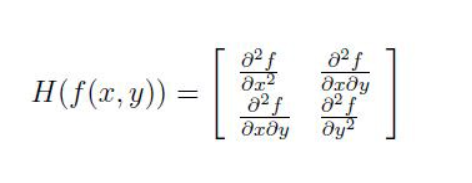 H(f(x, y)) = [ ∂²f/∂x² ∂²f/∂x∂y
∂²f/∂x∂y ∂²f/∂y² ]